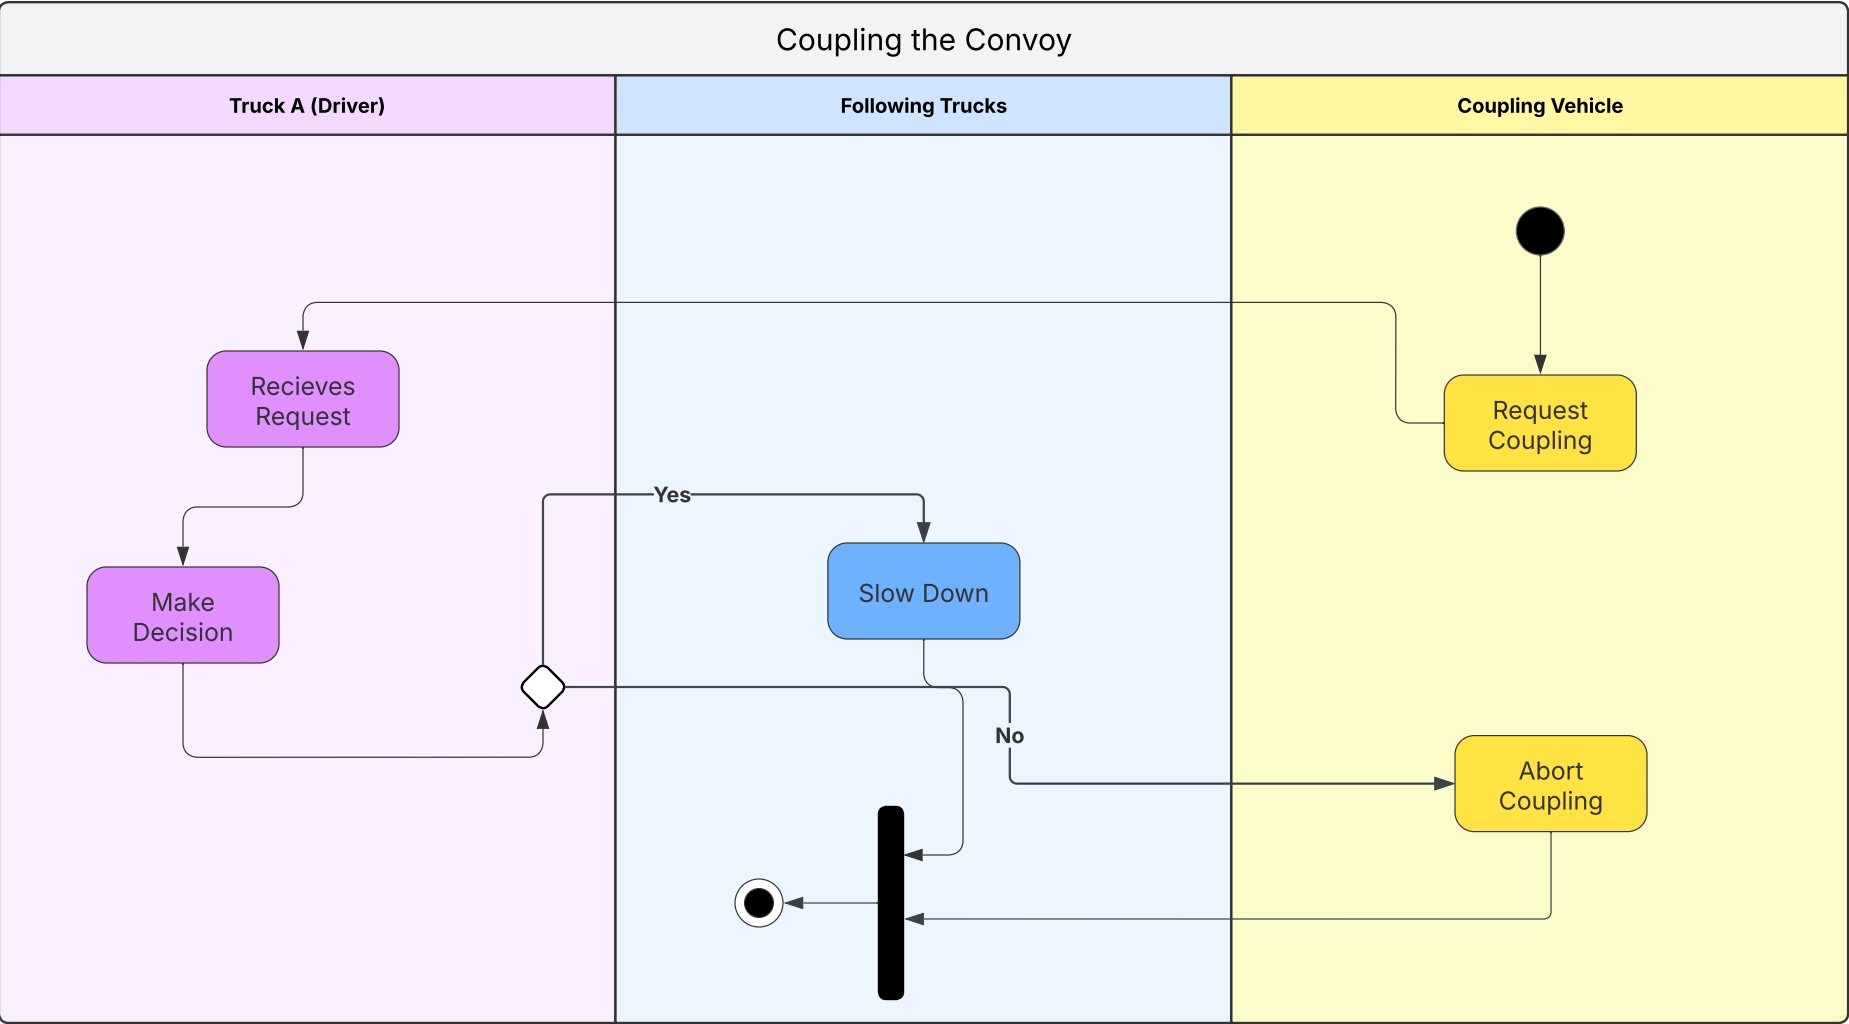 Coupling the Convoy
Truck A (Driver)
Following Trucks
Coupling Vehicle
Recieves
Request
Request
Coupling
Yes
Make
Decision
Slow Down
No
Abort
Coupling